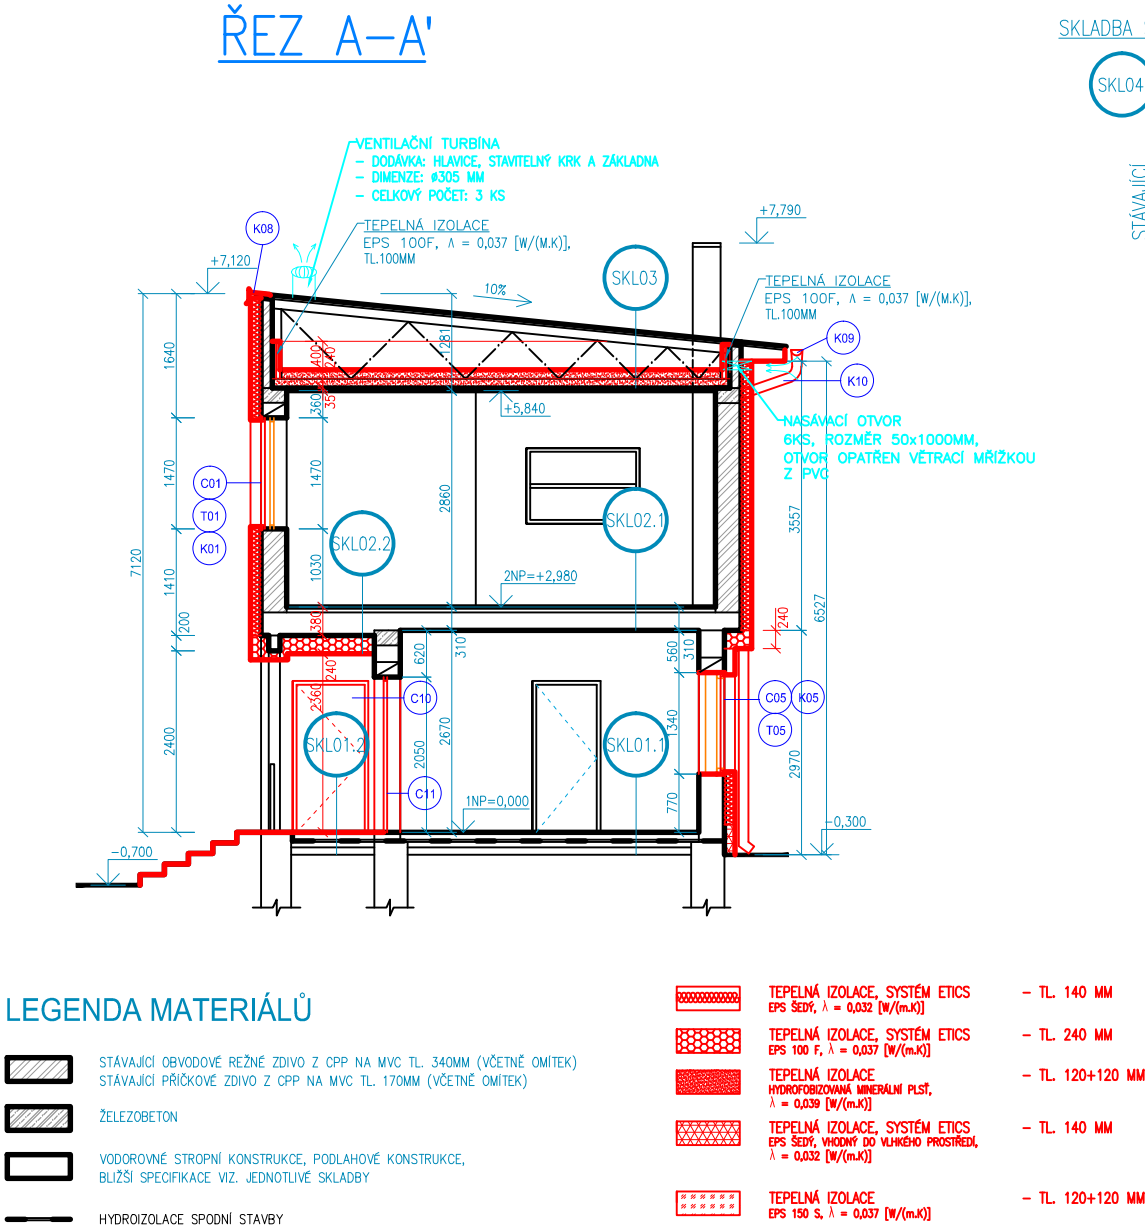 ŘEZ A-A'
SKLADBA
SKL04
STÁVAJÍCÍ
VENTILAČNÍ TURBÍNA
- DODÁVKA: HLAVICE, STAVITELNÝ KRK A ZÁKLADNA
- DIMENZE: ø305 MM
- CELKOVÝ POČET: 3 KS
K08
TEPELNÁ IZOLACE
EPS 100F, Λ = 0,037 [W/(M.K)],
TL.100MM
+7,790
+7,120
SKL03
10%
TEPELNÁ IZOLACE
EPS 100F, Λ = 0,037 [W/(M.K)],
TL.100MM
K09
K10
1640
400
240
1281
360
35
+5,840
NASÁVACÍ OTVOR
6KS, ROZMĚR 50x1000MM,
OTVOR OPATŘEN VĚTRACÍ MŘÍŽKOU
Z PVC
C01
T01
K01
1470
1470
2860
SKL02.2
SKL02.1
3557
7120
1410
1030
2NP=+2,980
200
380
240
6527
620
310
560
310
240
2360
2400
C10
C05
K05
T05
SKL01.2
SKL01.1
2050
2670
1340
2970
C11
770
1NP=0,000
-0,300
-0,700
LEGENDA MATERIÁLŮ
STÁVAJÍCÍ OBVODOVÉ REŽNÉ ZDIVO Z CPP NA MVC TL. 340MM (VČETNĚ OMÍTEK)
STÁVAJÍCÍ PŘÍČKOVÉ ZDIVO Z CPP NA MVC TL. 170MM (VČETNĚ OMÍTEK)
ŽELEZOBETON
VODOROVNÉ STROPNÍ KONSTRUKCE, PODLAHOVÉ KONSTRUKCE,
BLIŽŠÍ SPECIFIKACE VIZ. JEDNOTLIVÉ SKLADBY
HYDROIZOLACE SPODNÍ STAVBY
TEPELNÁ IZOLACE, SYSTÉM ETICS - TL. 140 MM
EPS ŠEDÝ, λ = 0,032 [W/(m.K)]
TEPELNÁ IZOLACE, SYSTÉM ETICS - TL. 240 MM
EPS 100 F, λ = 0,037 [W/(m.K)]
TEPELNÁ IZOLACE - TL. 120+120 MM
HYDROFOBIZOVANÁ MINERÁLNÍ PLSŤ,
λ = 0,039 [W/(m.K)]
TEPELNÁ IZOLACE, SYSTÉM ETICS - TL. 140 MM
EPS ŠEDÝ, VHODNÝ DO VLHKÉHO PROSTŘEDÍ,
λ = 0,032 [W/(m.K)]
TEPELNÁ IZOLACE - TL. 120+120 MM
EPS 150 S, λ = 0,037 [W/(m.K)]